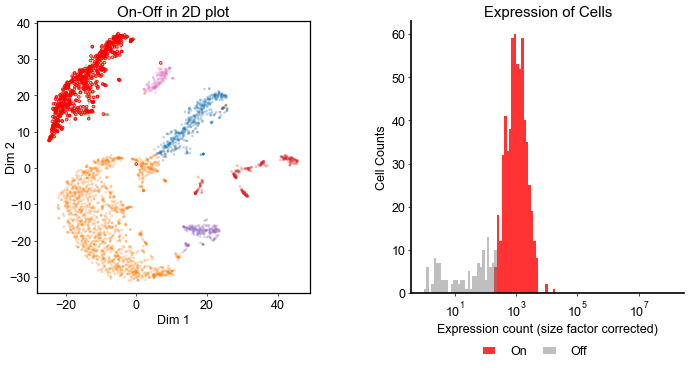 On-Off in 2D plot
40
30
20
10
0
−10
−20
−30
Dim 2
−20 0 20 40
Dim 1
Expression of Cells
60
50
40
30
20
10
0
Cell Counts
10^1 10^3 10^5 10^7
Expression count (size factor corrected)
On Off